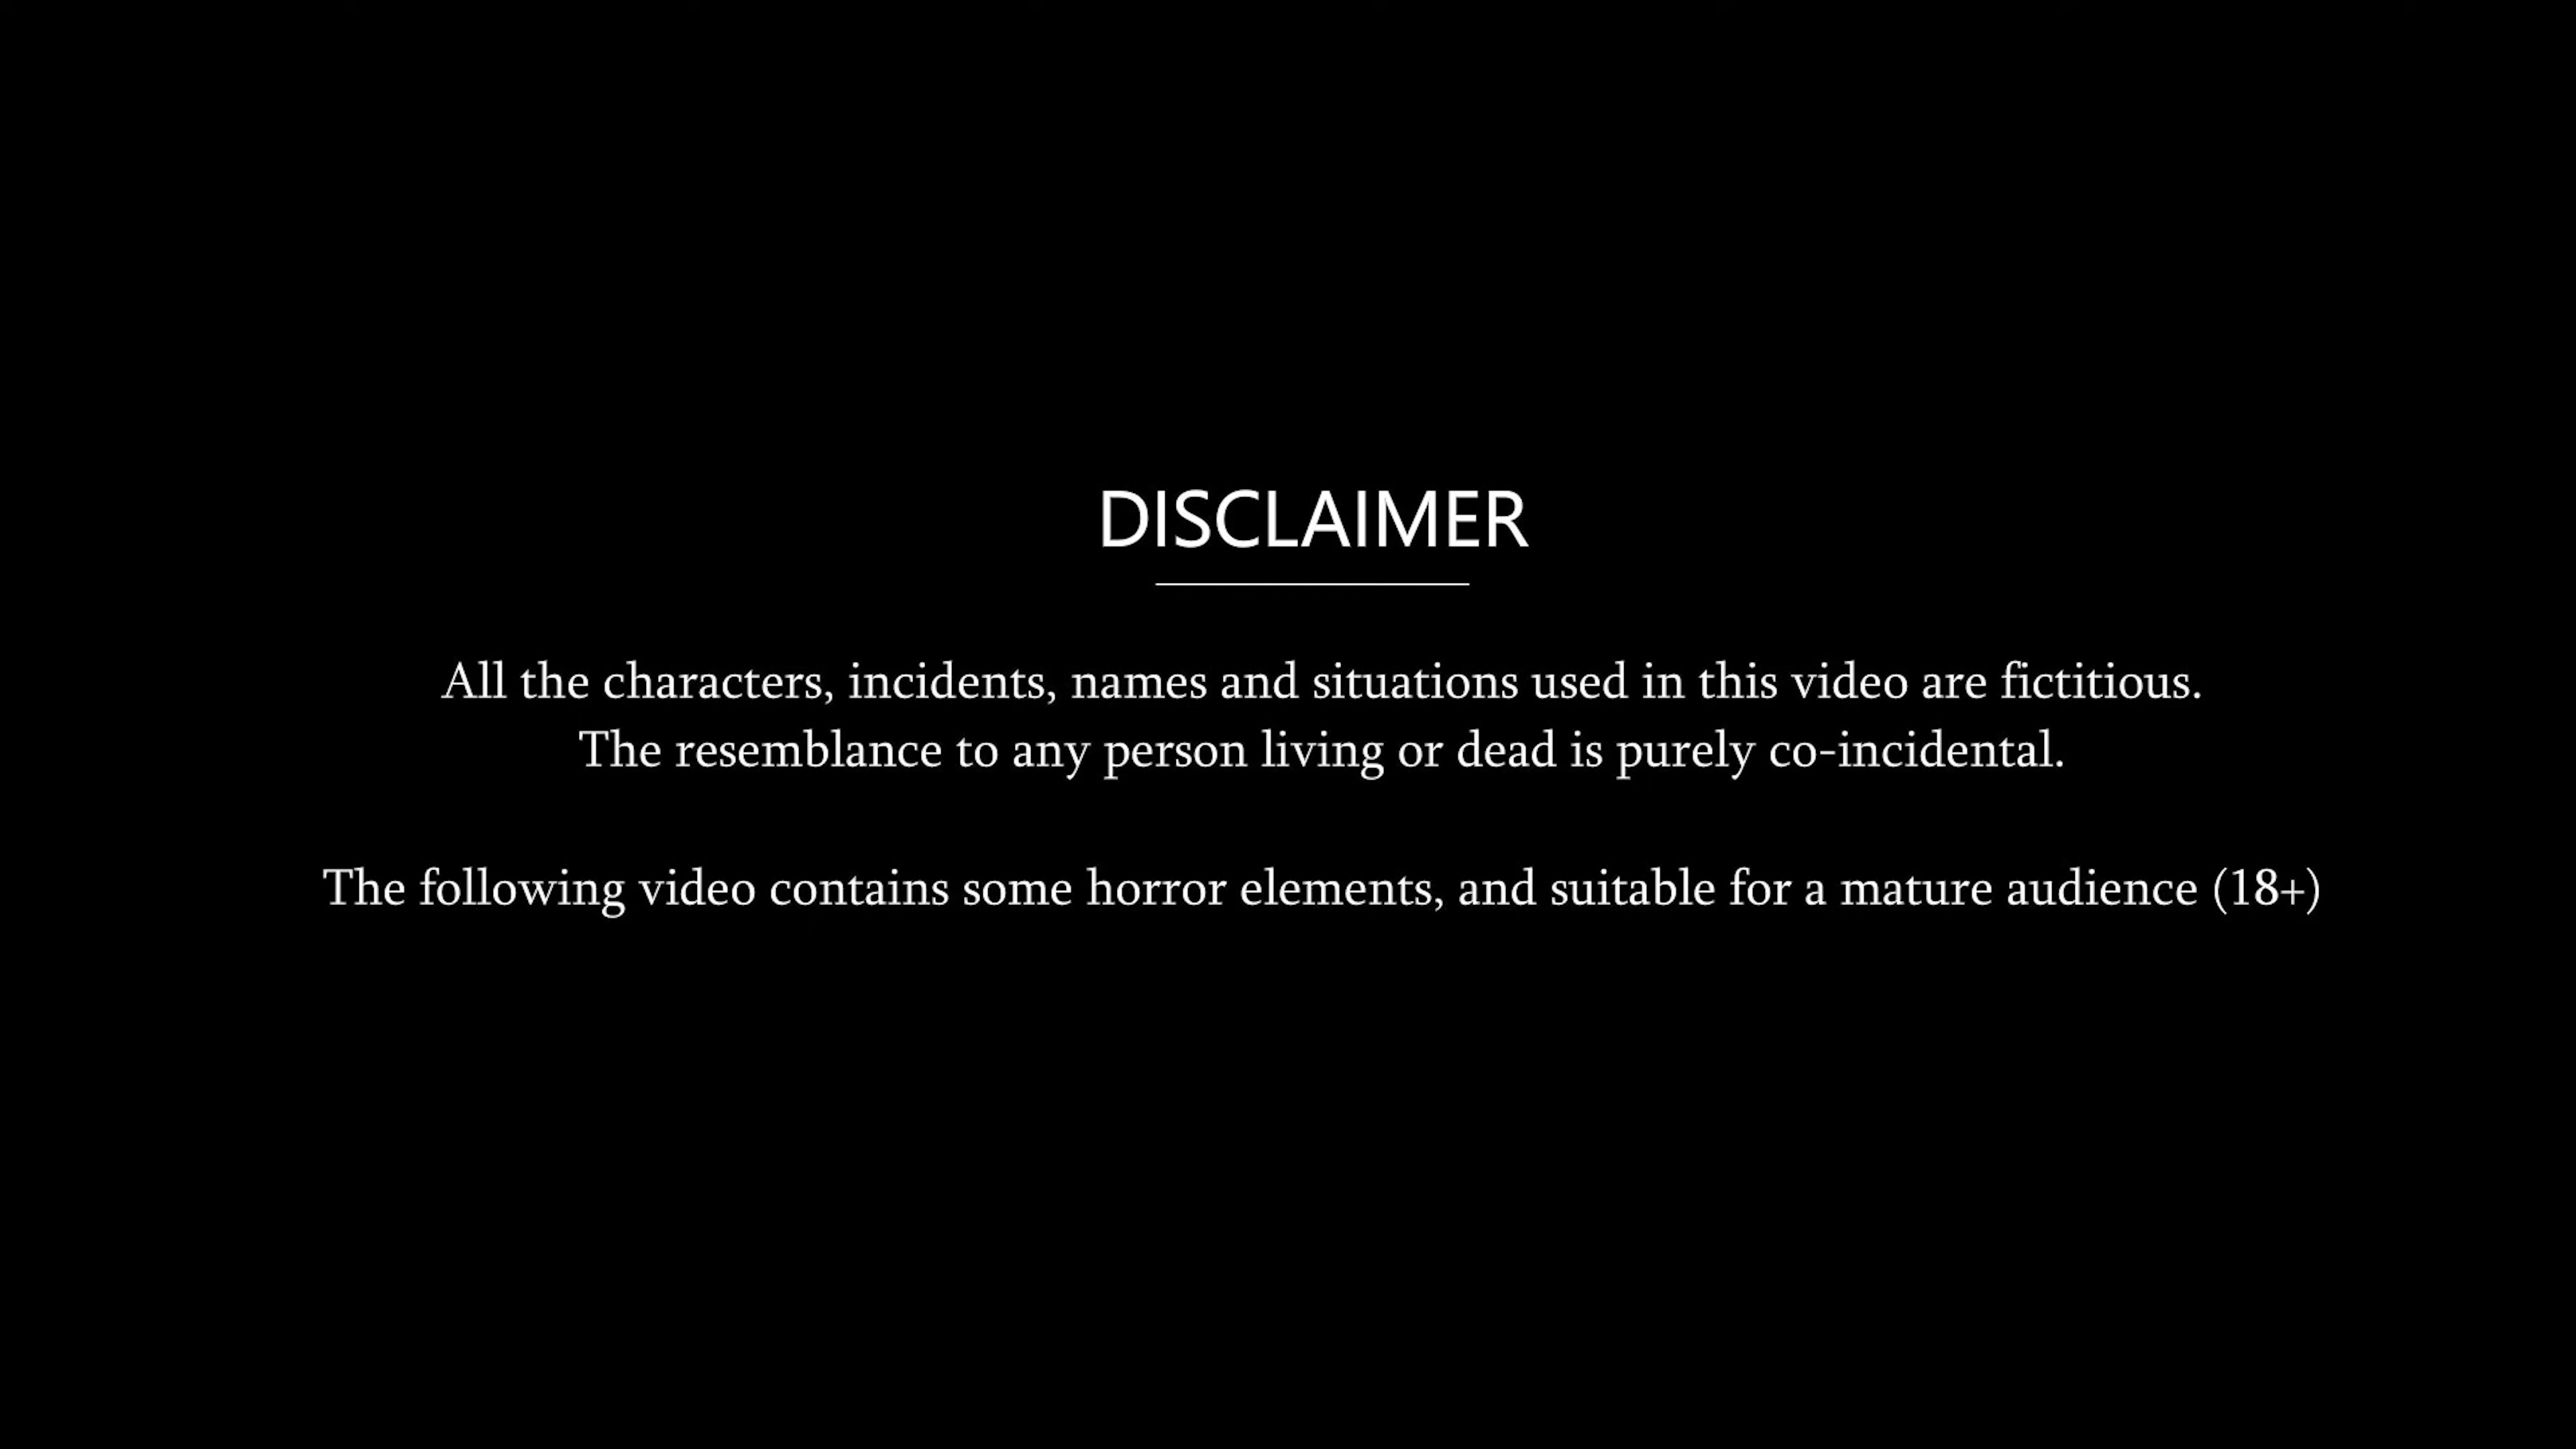 DISCLAIMER
All the characters, incidents, names and situations used in this video are fictitious.
The resemblance to any person living or dead is purely co-incidental.
The following video contains some horror elements, and suitable for a mature audience (18+)